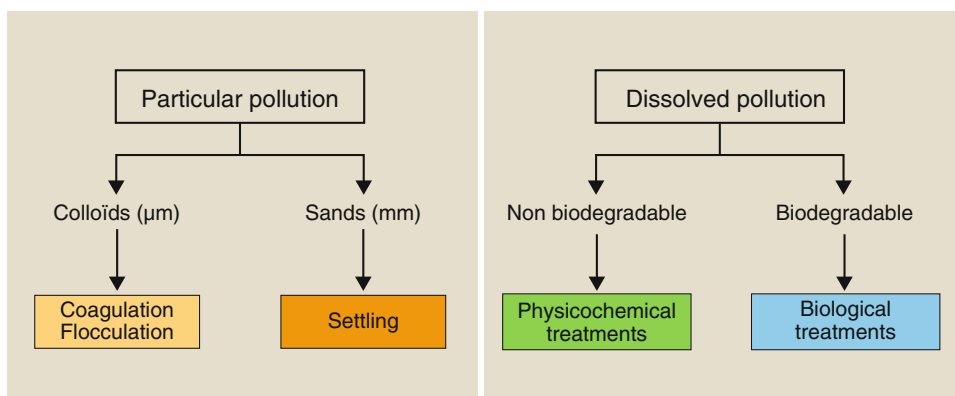 Particular pollution
Colloïds (µm)
Sands (mm)
Coagulation
Flocculation
Settling
Dissolved pollution
Non biodegradable
Biodegradable
Physicochemical
treatments
Biological
treatments